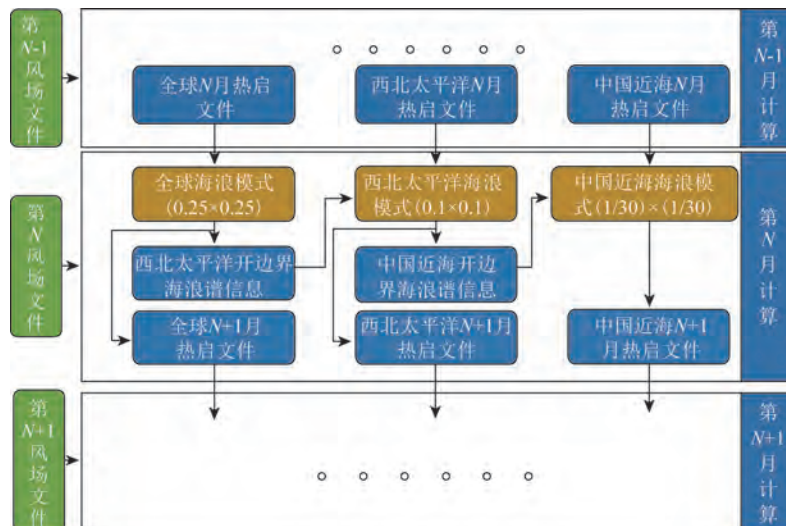 第N-1风场文件
全球N月热启
文件
西北太平洋N月
热启文件
中国近海N月
热启文件
第N-1月计算
第N风场文件
全球海浪模式
(0.25×0.25)
西北太平洋海浪
模式(0.1×0.1)
中国近海海浪模
式(1/30)×(1/30)
西北太平洋开边界
海浪谱信息
中国近海开边
界海浪谱信息
全球N+1月
热启文件
西北太平洋N+1月
热启文件
中国近海N+1
月热启文件
第N月计算
第N+1风场文件
第N+1月计算